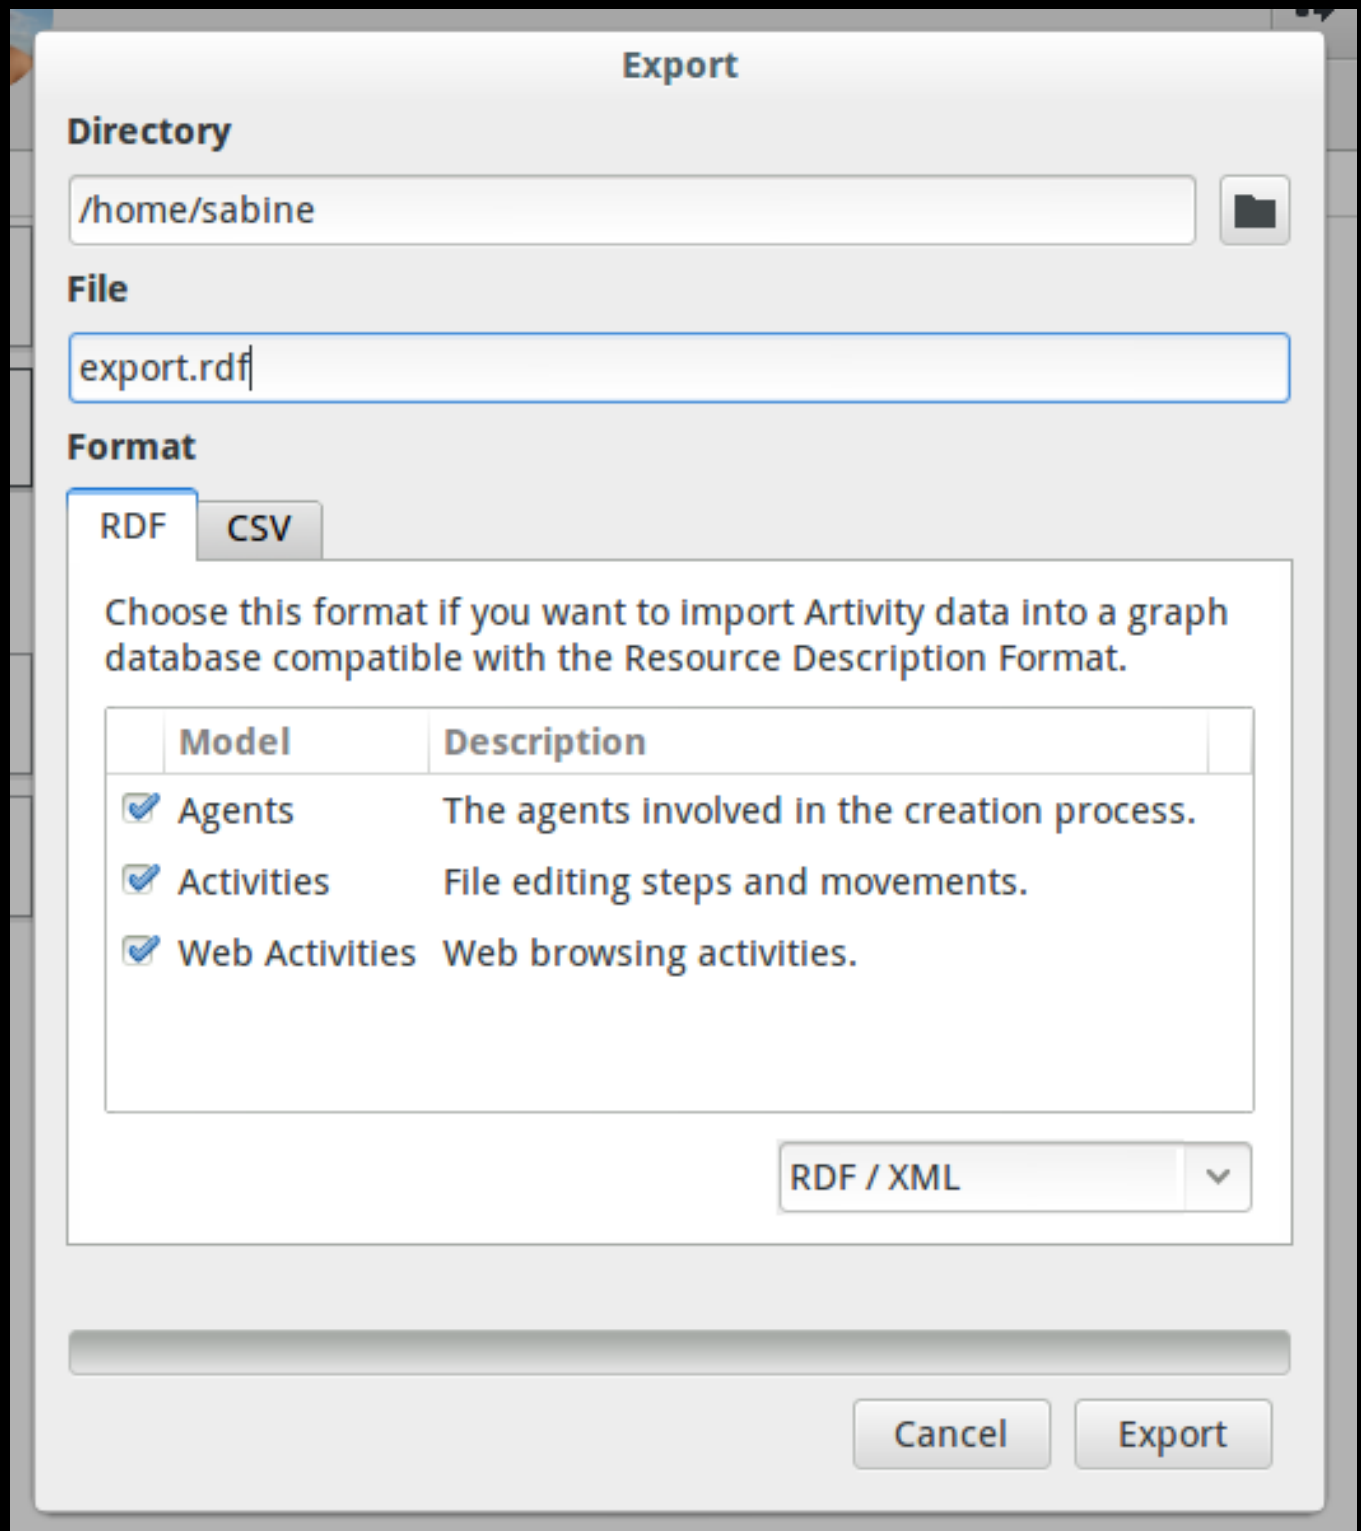 Export
Directory
/home/sabine
File
export.rdf
Format
RDF CSV
Choose this format if you want to import Artivity data into a graph
database compatible with the Resource Description Format.
Model Description
Agents The agents involved in the creation process.
Activities File editing steps and movements.
Web Activities Web browsing activities.
RDF / XML
Cancel Export